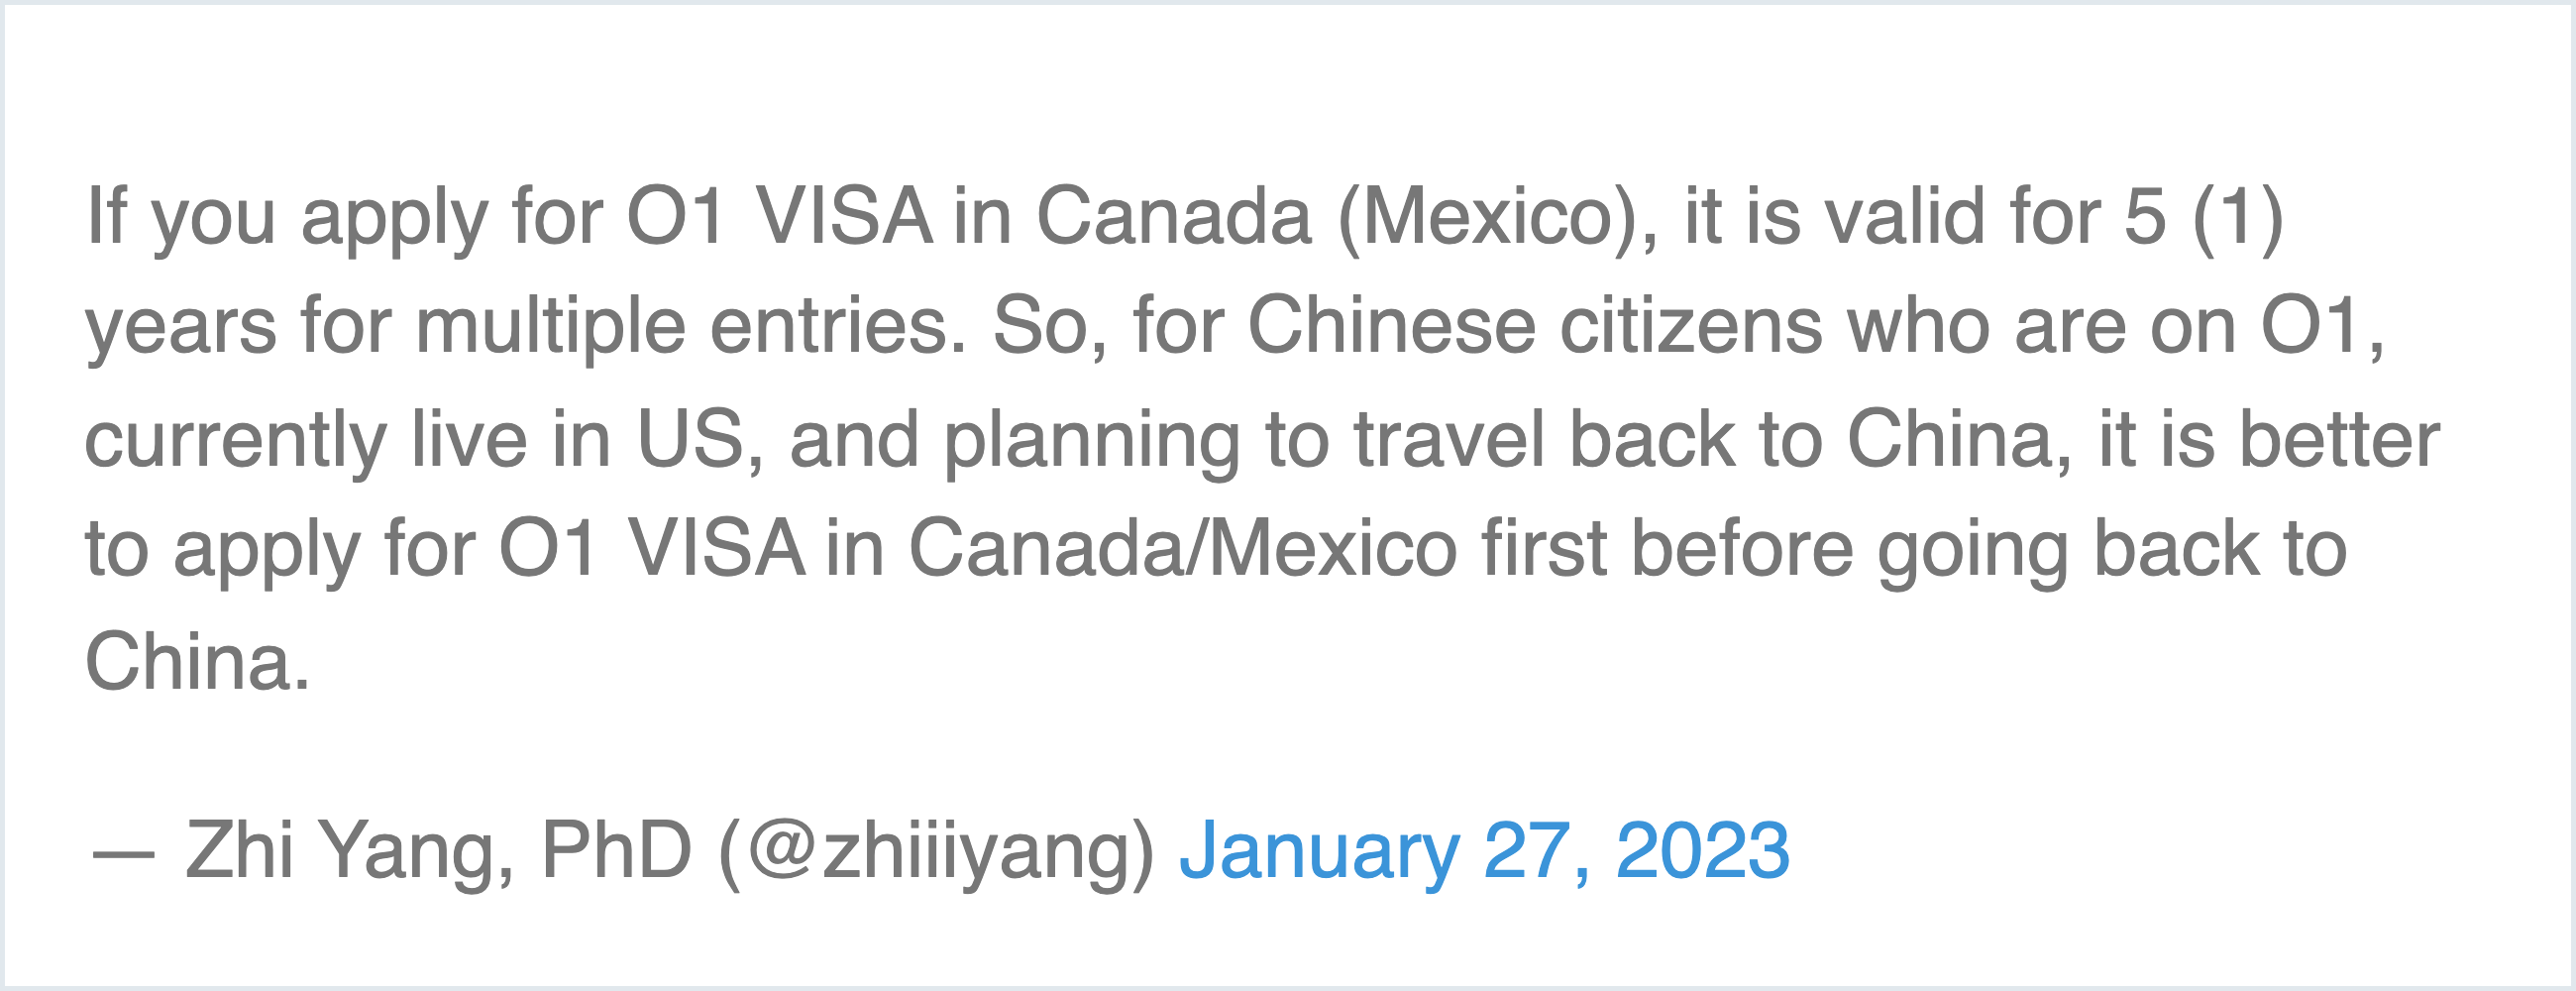 If you apply for O1 VISA in Canada (Mexico), it is valid for 5 (1)
years for multiple entries. So, for Chinese citizens who are on O1,
currently live in US, and planning to travel back to China, it is better
to apply for O1 VISA in Canada/Mexico first before going back to
China.
— Zhi Yang, PhD (@zhiiiyang) January 27, 2023